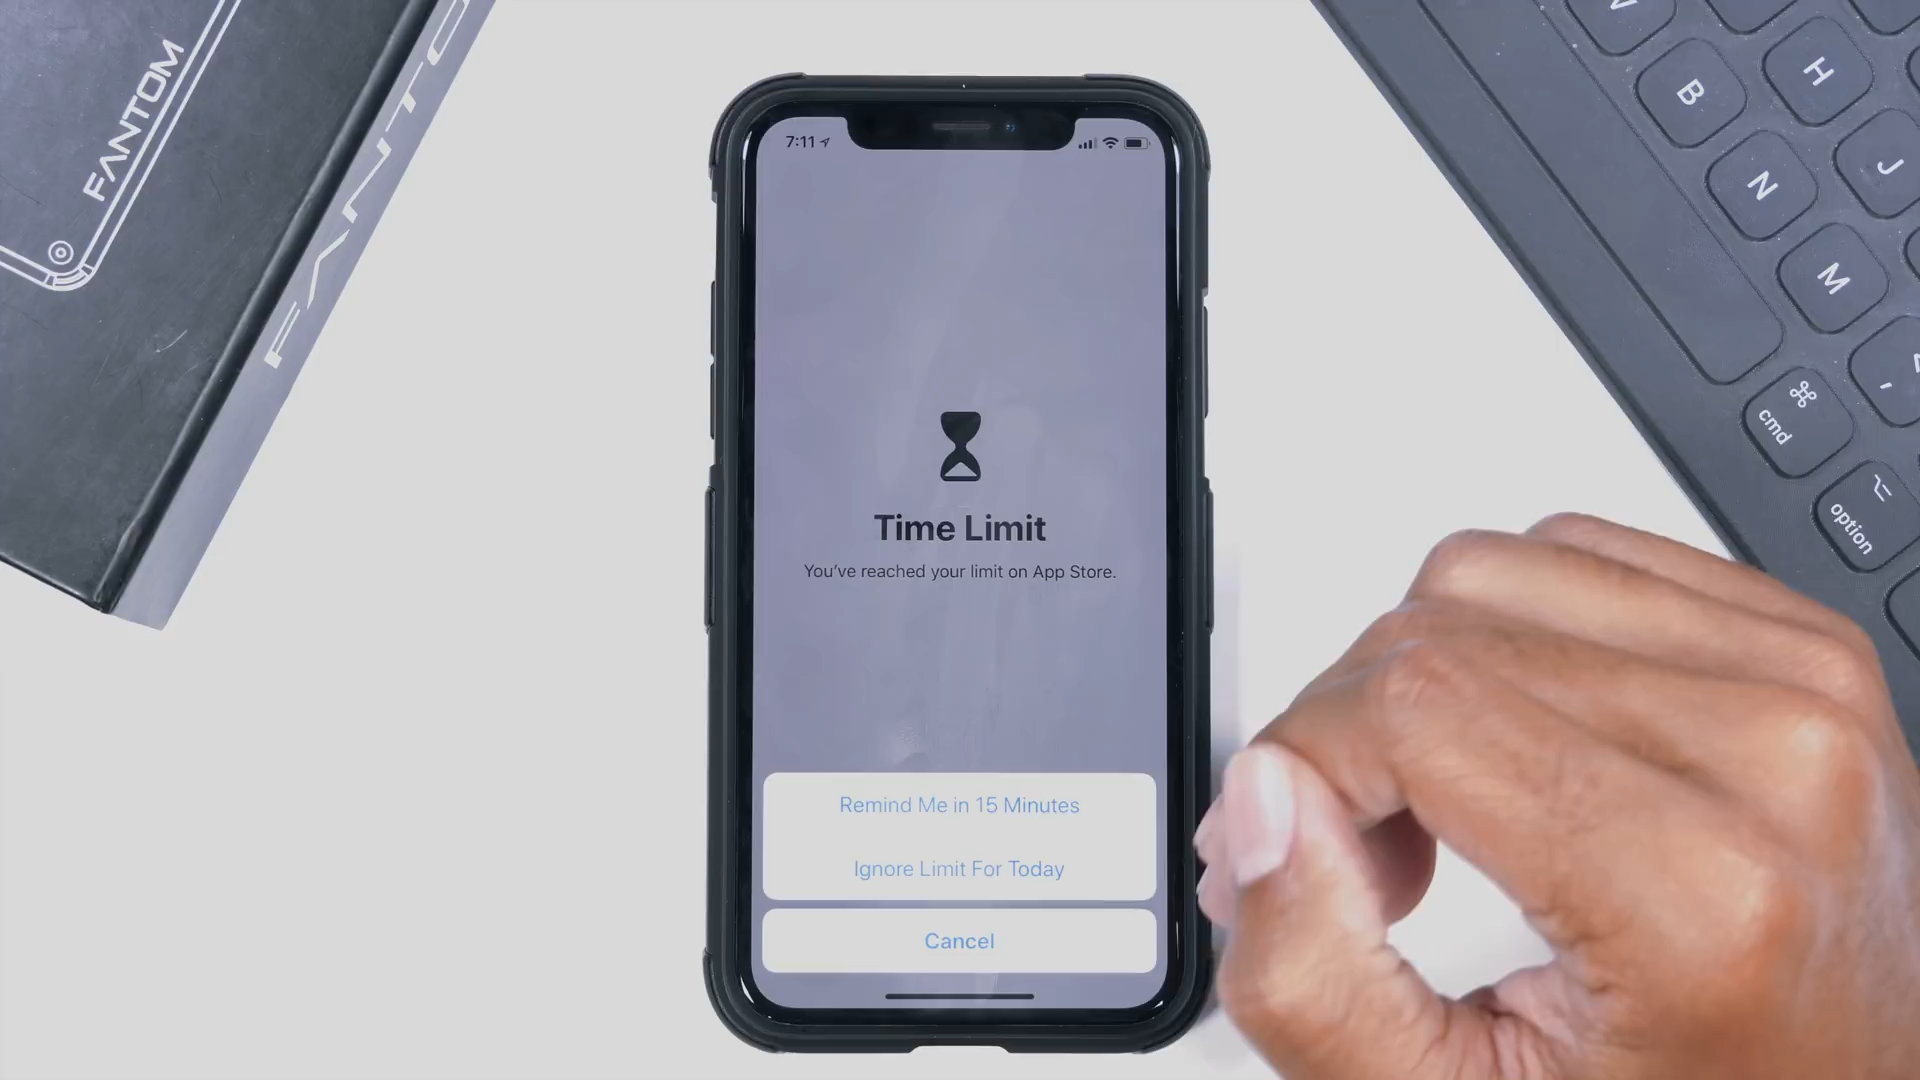 FANTOM
FANTO
7:11
Time Limit
You've reached your limit on App Store.
Remind Me in 15 Minutes
Ignore Limit For Today
Cancel
V
B
H
N
J
M
,
⌘
cmd
⌥
option